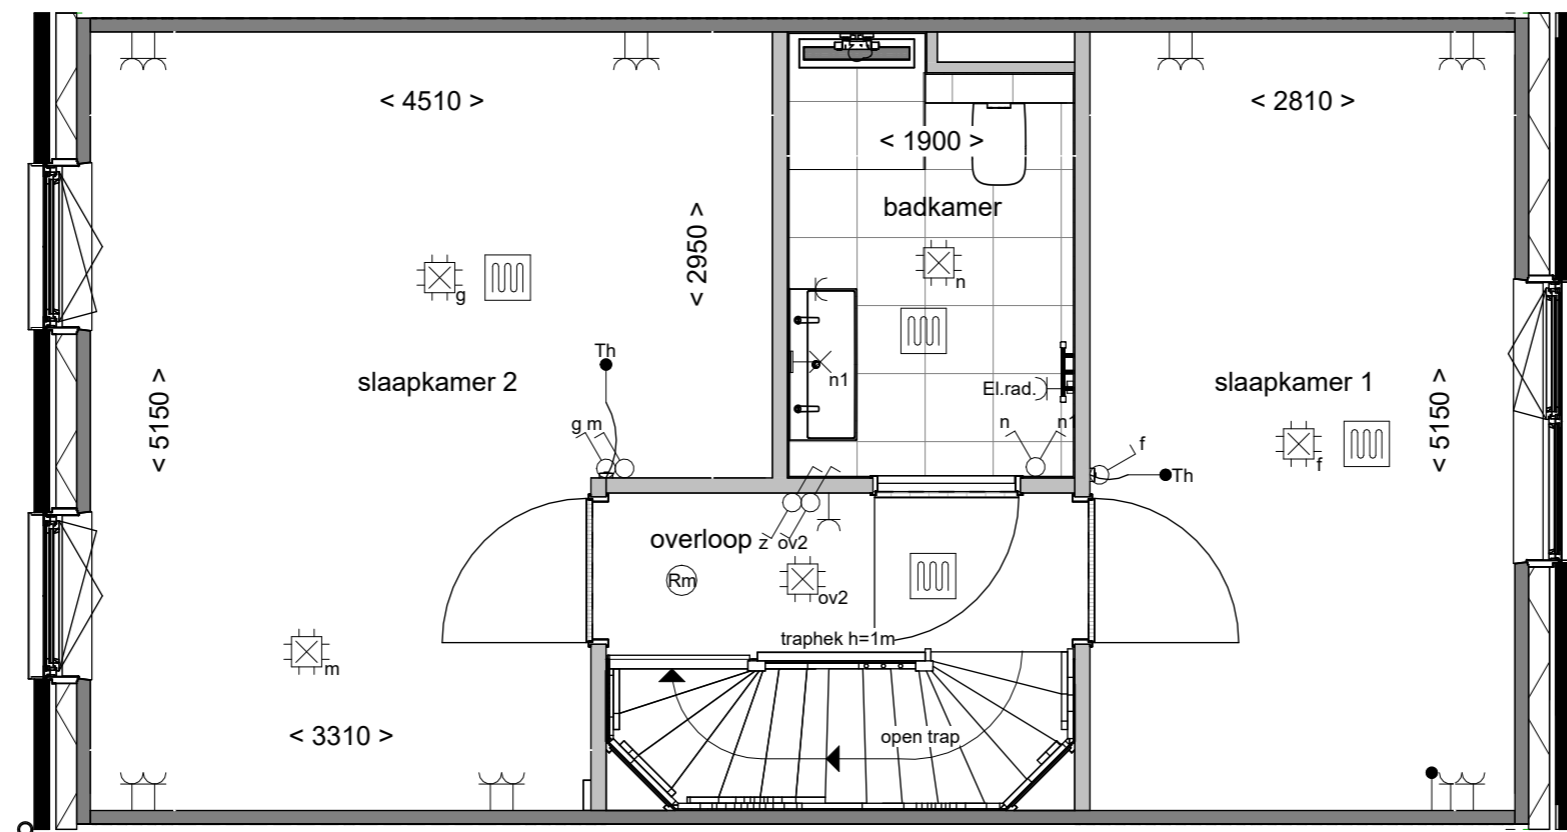 < 4510 >
< 1900 >
< 2810 >
badkamer
< 2950 >
g
n
Th
n1
El.rad.
slaapkamer 2
slaapkamer 1
< 5150 >
< 5150 >
g m
n
n1
f
f
Th
overloop
z
ov2
Rm
ov2
traphek h=1m
m
< 3310 >
open trap